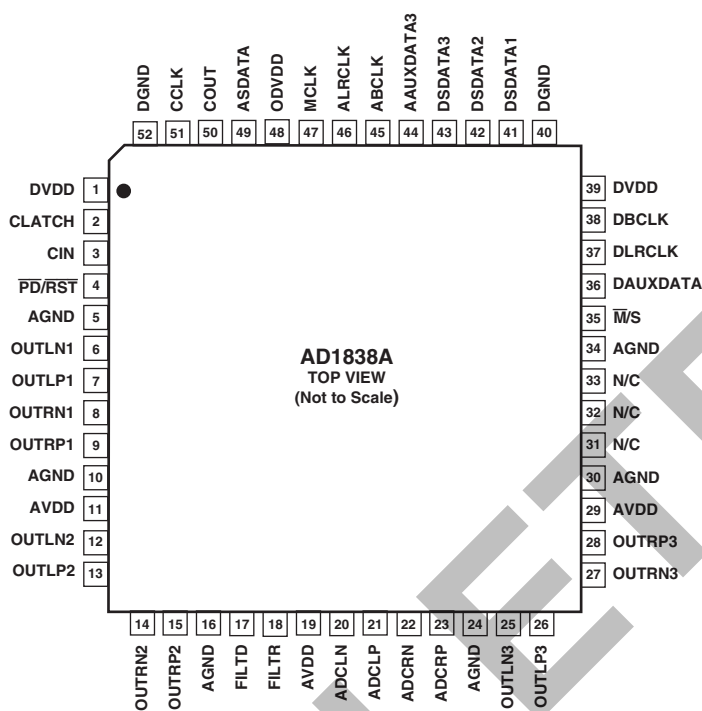 DGND
CCLK
COUT
ASDATA
ODVDD
MCLK
ALRCLK
ABCLK
AAUXDATA3
DSDATA3
DSDATA2
DSDATA1
DGND
52 51 50 49 48 47 46 45 44 43 42 41 40
DVDD 1
CLATCH 2
CIN 3
PD/RST 4
AGND 5
OUTLN1 6
OUTLP1 7
OUTRN1 8
OUTRP1 9
AGND 10
AVDD 11
OUTLN2 12
OUTLP2 13
AD1838A
TOP VIEW
(Not to Scale)
39 DVDD
38 DBCLK
37 DLRCLK
36 DAUXDATA
35 M/S
34 AGND
33 N/C
32 N/C
31 N/C
30 AGND
29 AVDD
28 OUTRP3
27 OUTRN3
14 15 16 17 18 19 20 21 22 23 24 25 26
OUTRN2
OUTRP2
AGND
FILTD
FILTR
AVDD
ADCLN
ADCLP
ADCRN
ADCRP
AGND
OUTLN3
OUTLP3